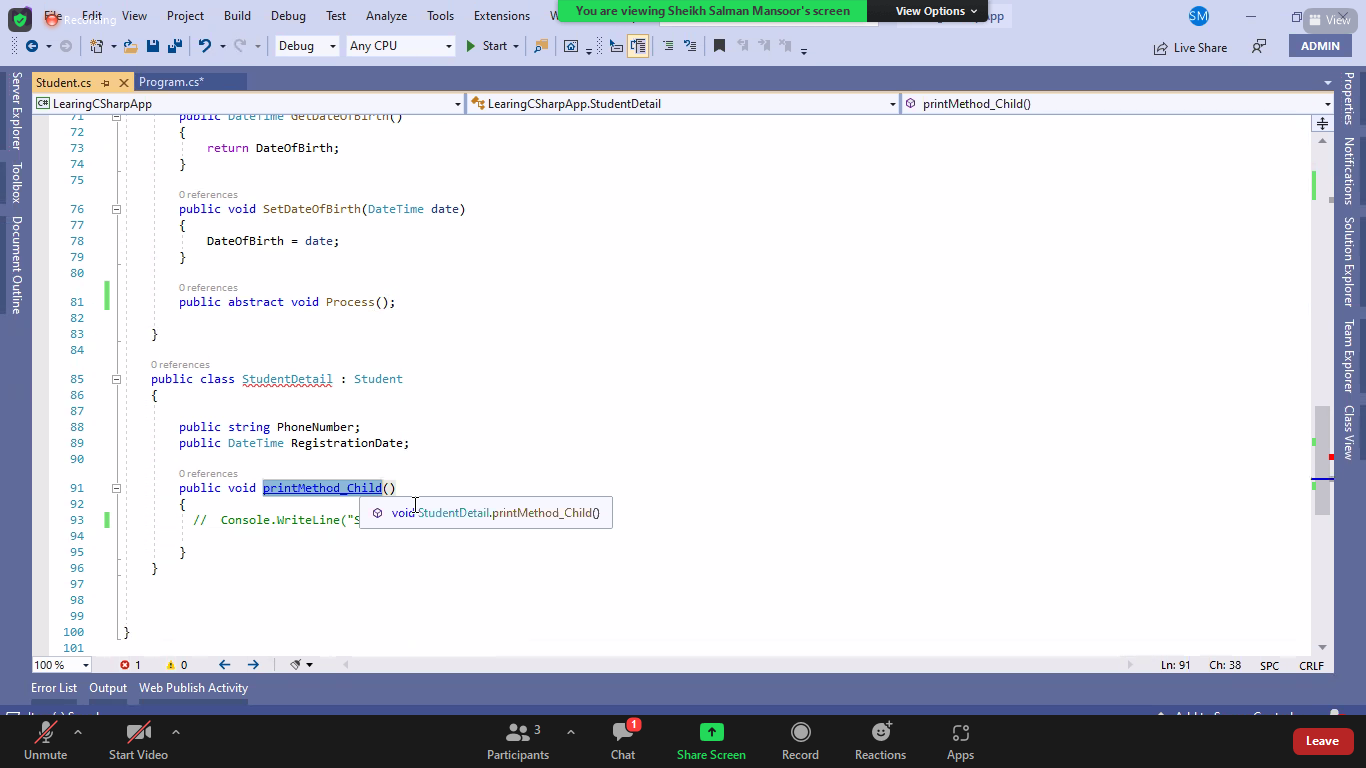 You are viewing Sheikh Salman Mansoor's screen
View Options
File Edit View Project Build Debug Test Analyze Tools
Recording
SM
View
Debug
Any CPU
Start
Live Share
ADMIN
Student.cs
Program.cs*
LearingCSharpApp
LearingCSharpApp.StudentDetail
printMethod_Child()
Server Explorer
Toolbox
Document Outline
Properties
Notifications
Solution Explorer
Team Explorer
Class View
71 public DateTime GetDateOfBirth()
72 {
73 return DateOfBirth;
74 }
75
0 references
76 public void SetDateOfBirth(DateTime date)
77 {
78 DateOfBirth = date;
79 }
80
0 references
81 public abstract void Process();
82
83 }
84
0 references
85 public class StudentDetail : Student
86 {
87
88 public string PhoneNumber;
89 public DateTime RegistrationDate;
90
0 references
91 public void printMethod_Child()
92 {
void StudentDetail.printMethod_Child()
93 // Console.WriteLine("S
94
95 }
96 }
97
98
99
100 }
101
100 %
1
0
Ln: 91
Ch: 38
SPC
CRLF
Error List
Output
Web Publish Activity
Unmute
Start Video
Participants
3
Chat
1
Share Screen
Record
Reactions
Apps
Leave